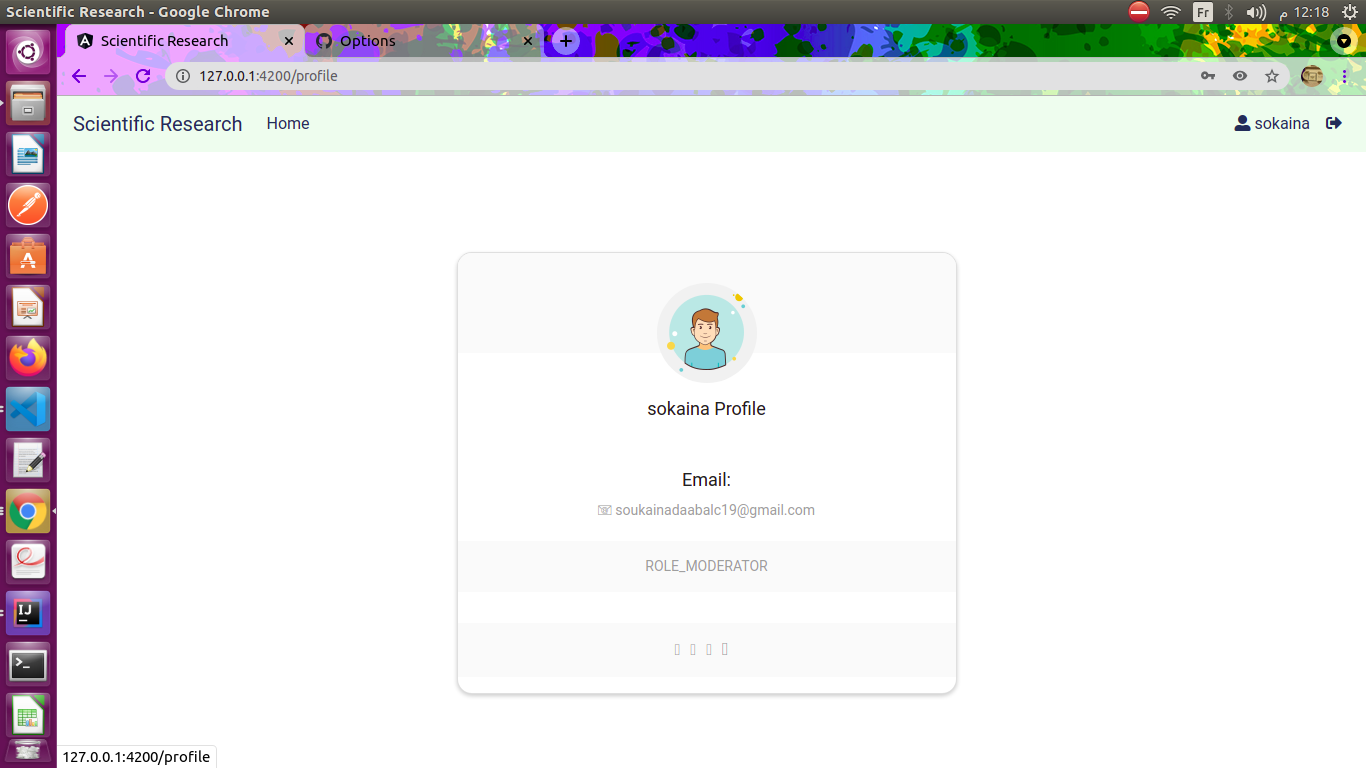 Scientific Research - Google Chrome
Fr
م 12:18
Scientific Research
Options
127.0.0.1:4200/profile
Scientific Research
Home
sokaina
sokaina Profile
Email:
soukainadaabalc19@gmail.com
ROLE_MODERATOR
127.0.0.1:4200/profile